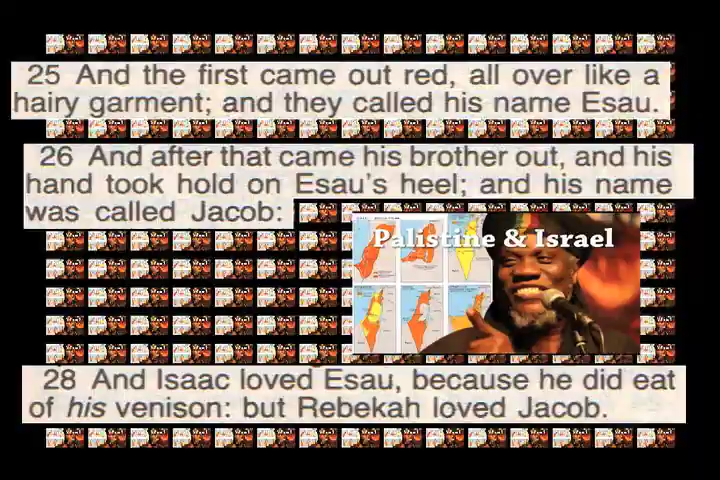 25 And the first came out red, all over like a
hairy garment; and they called his name Esau.
26 And after that came his brother out, and his
hand took hold on Esau's heel; and his name
was called Jacob:
Palistine & Israel
28 And Isaac loved Esau, because he did eat
of his venison: but Rebekah loved Jacob.